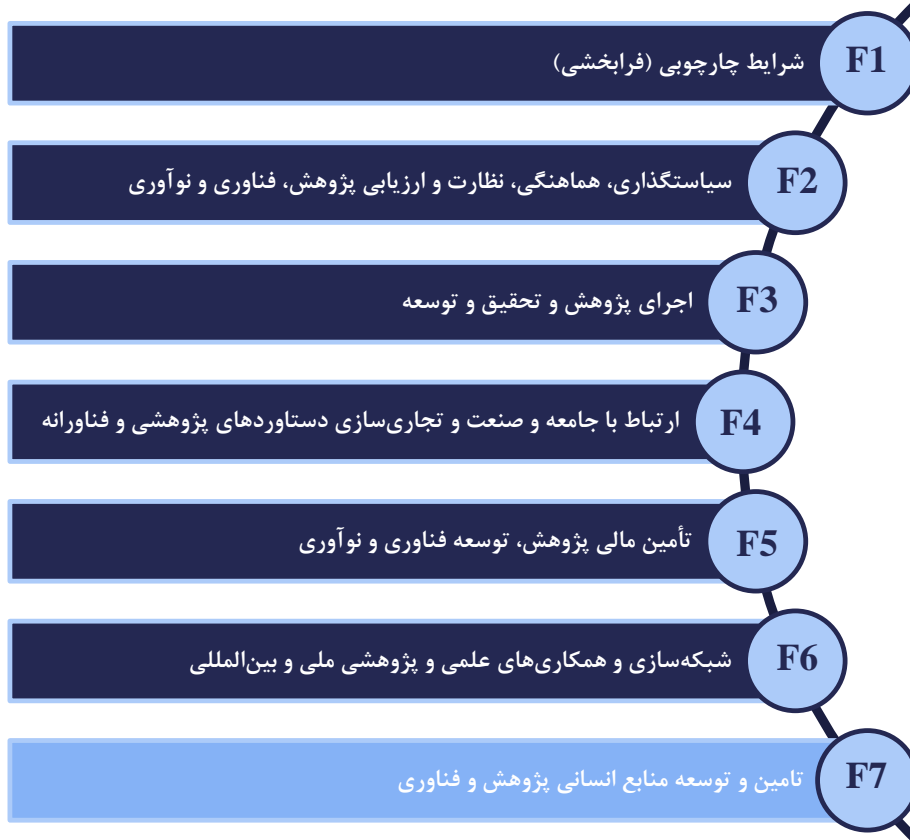 F1 شرایط چارچوبی (فرابخشی)
F2 سیاستگذاری، هماهنگی، نظارت و ارزیابی پژوهش، فناوری و نوآوری
F3 اجرای پژوهش و تحقیق و توسعه
F4 ارتباط با جامعه و صنعت و تجاری‌سازی دستاوردهای پژوهشی و فناورانه
F5 تأمین مالی پژوهش، توسعه فناوری و نوآوری
F6 شبکه‌سازی و همکاری‌های علمی و پژوهشی ملی و بین‌المللی
F7 تامین و توسعه منابع انسانی پژوهش و فناوری